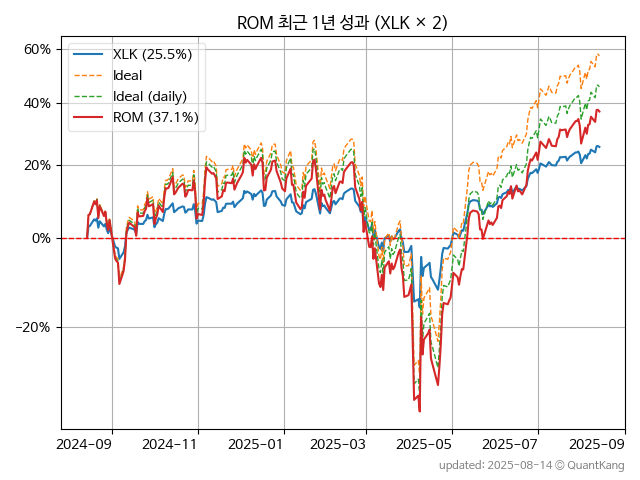 ROM 최근 1년 성과 (XLK × 2)
60%
40%
20%
0%
−20%
XLK (25.5%)
Ideal
Ideal (daily)
ROM (37.1%)
2024-09
2024-11
2025-01
2025-03
2025-05
2025-07
2025-09
updated: 2025-08-14 © QuantKang